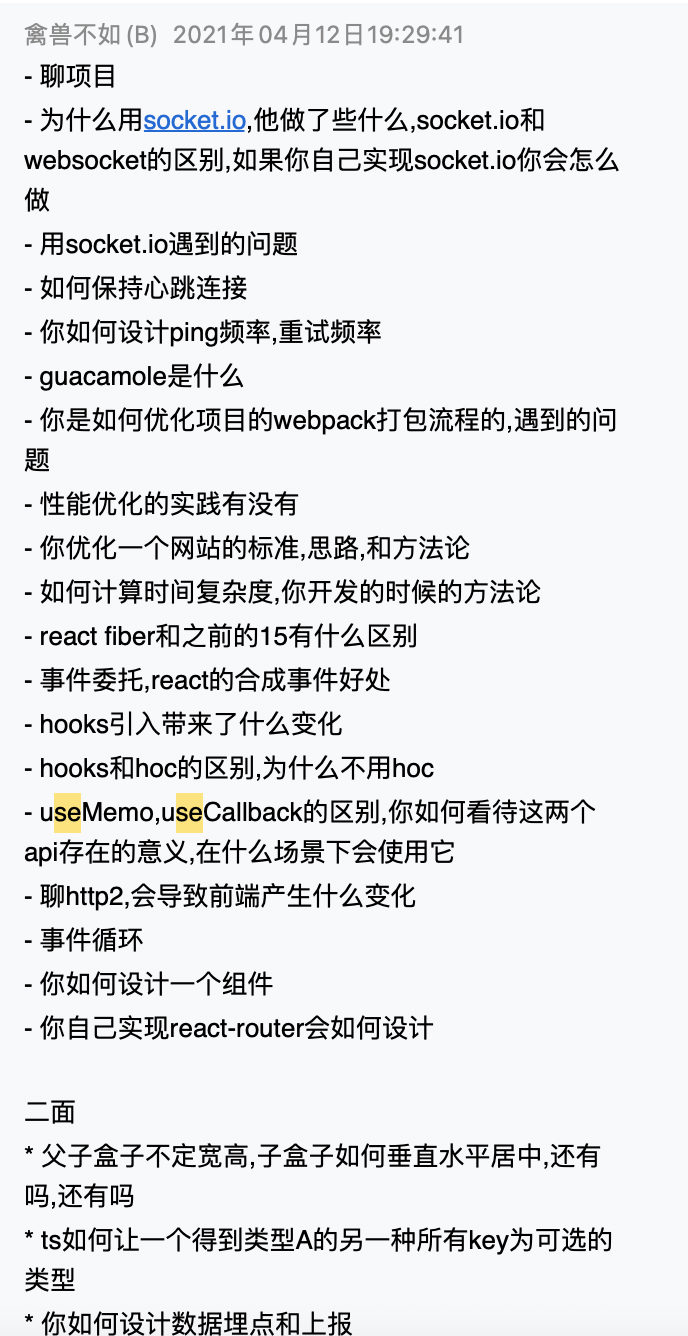 禽兽不如(B) 2021年04月12日19:29:41
- 聊项目
- 为什么用socket.io,他做了些什么,socket.io和
websocket的区别,如果你自己实现socket.io你会怎么
做
- 用socket.io遇到的问题
- 如何保持心跳连接
- 你如何设计ping频率,重试频率
- guacamole是什么
- 你是如何优化项目的webpack打包流程的,遇到的问
题
- 性能优化的实践有没有
- 你优化一个网站的标准,思路,和方法论
- 如何计算时间复杂度,你开发的时候的方法论
- react fiber和之前的15有什么区别
- 事件委托,react的合成事件好处
- hooks引入带来了什么变化
- hooks和hoc的区别,为什么不用hoc
- useMemo,useCallback的区别,你如何看待这两个
api存在的意义,在什么场景下会使用它
- 聊http2,会导致前端产生什么变化
- 事件循环
- 你如何设计一个组件
- 你自己实现react-router会如何设计
二面
* 父子盒子不定宽高,子盒子如何垂直水平居中,还有
吗,还有吗
* ts如何让一个得到类型A的另一种所有key为可选的
类型
* 你如何设计数据埋点和上报